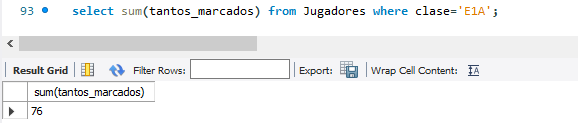 93 select sum(tantos_marcados) from Jugadores where clase='E1A';
Result Grid Filter Rows: Export: Wrap Cell Content:
sum(tantos_marcados)
76